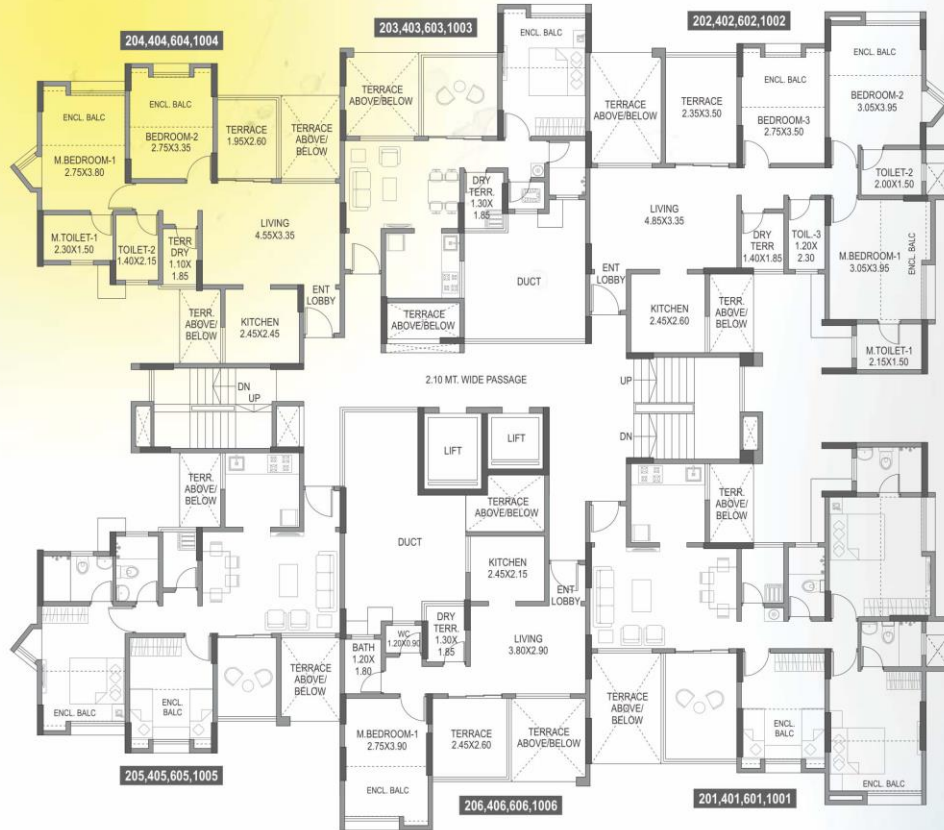 204,404,604,1004
203,403,603,1003
202,402,602,1002
ENCL. BALC
ENCL. BALC
M.BEDROOM-1
2.75X3.80
BEDROOM-2
2.75X3.35
TERRACE
1.95X2.60
TERRACE
ABOVE/
BELOW
M.TOILET-1
2.30X1.50
TOILET-2
1.40X2.15
TERR
DRY
1.10X
1.85
LIVING
4.55X3.35
TERR.
ABOVE/
BELOW
KITCHEN
2.45X2.45
ENT
LOBBY
TERRACE
ABOVE/BELOW
ENCL. BALC
DRY
TERR.
1.30X
1.85
DUCT
TERRACE
ABOVE/BELOW
TERRACE
ABOVE/BELOW
TERRACE
2.35X3.50
ENCL. BALC
BEDROOM-3
2.75X3.50
ENCL. BALC
BEDROOM-2
3.05X3.95
TOILET-2
2.00X1.50
LIVING
4.85X3.35
DRY
TERR
1.40X1.85
TOIL.-3
1.20X
2.30
M.BEDROOM-1
3.05X3.95
ENCL. BALC
ENT
LOBBY
KITCHEN
2.45X2.60
TERR.
ABOVE/
BELOW
M.TOILET-1
2.15X1.50
DN
UP
2.10 MT. WIDE PASSAGE
UP
DN
LIFT
LIFT
TERR.
ABOVE/
BELOW
DUCT
TERRACE
ABOVE/BELOW
KITCHEN
2.45X2.15
ENT
LOBBY
TERR.
ABOVE/
BELOW
WC
1.20X0.90
DRY
TERR.
1.30X
1.85
LIVING
3.80X2.90
BATH
1.20X
1.80
TERRACE
ABOVE/
BELOW
ENCL. BALC
ENCL.
BALC
M.BEDROOM-1
2.75X3.90
TERRACE
2.45X2.60
TERRACE
ABOVE/BELOW
TERRACE
ABOVE/
BELOW
ENCL.
BALC
ENCL. BALC
ENCL. BALC
205,405,605,1005
206,406,606,1006
201,401,601,1001